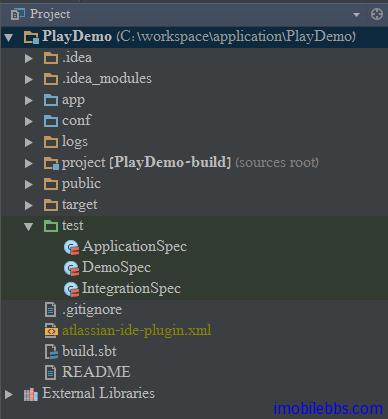 Project
PlayDemo (C:\workspace\application\PlayDemo)
.idea
.idea_modules
app
conf
logs
project [PlayDemo-build] (sources root)
public
target
test
ApplicationSpec
DemoSpec
IntegrationSpec
.gitignore
atlassian-ide-plugin.xml
build.sbt
README
External Libraries
imobilebbs.com